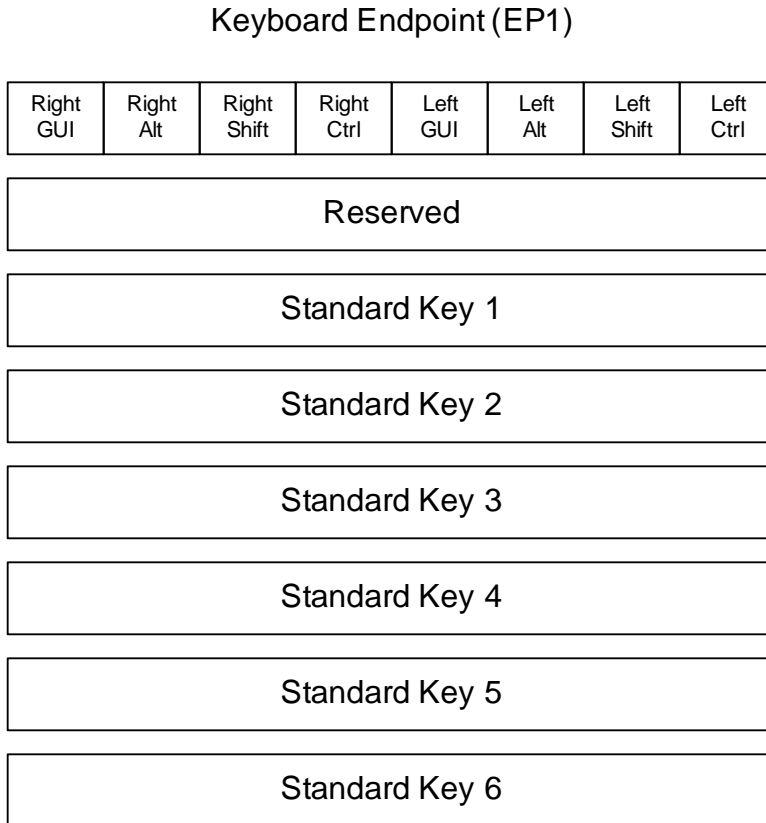 Keyboard Endpoint (EP1)
Right Right Right Right Left Left Left Left
GUI Alt Shift Ctrl GUI Alt Shift Ctrl
Reserved
Standard Key 1
Standard Key 2
Standard Key 3
Standard Key 4
Standard Key 5
Standard Key 6